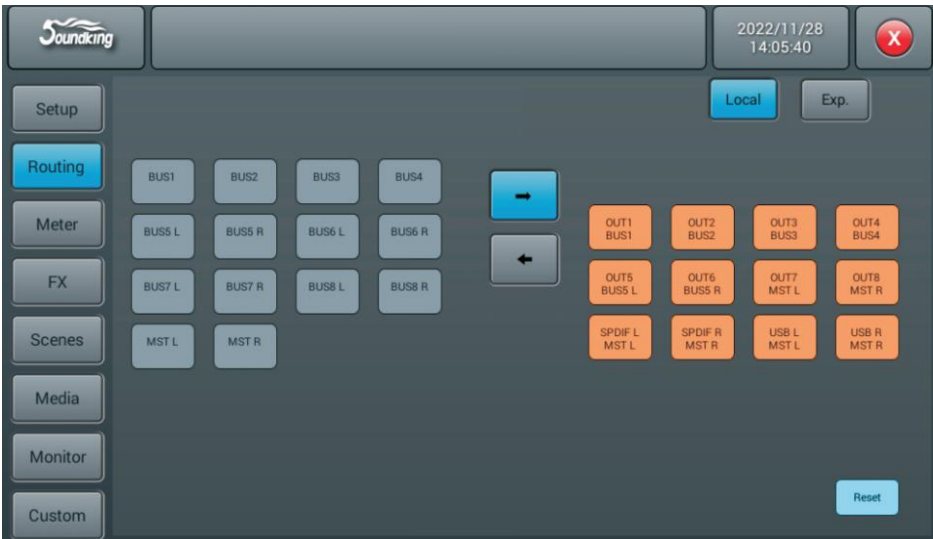 Soundking
2022/11/28
14:05:40
X
Setup
Routing
Meter
FX
Scenes
Media
Monitor
Custom
Local
Exp.
BUS1
BUS2
BUS3
BUS4
BUS5 L
BUS5 R
BUS6 L
BUS6 R
BUS7 L
BUS7 R
BUS8 L
BUS8 R
MST L
MST R
OUT1
BUS1
OUT2
BUS2
OUT3
BUS3
OUT4
BUS4
OUT5
BUS5 L
OUT6
BUS5 R
OUT7
MST L
OUT8
MST R
SPDIF L
MST L
SPDIF R
MST R
USB L
MST L
USB R
MST R
Reset